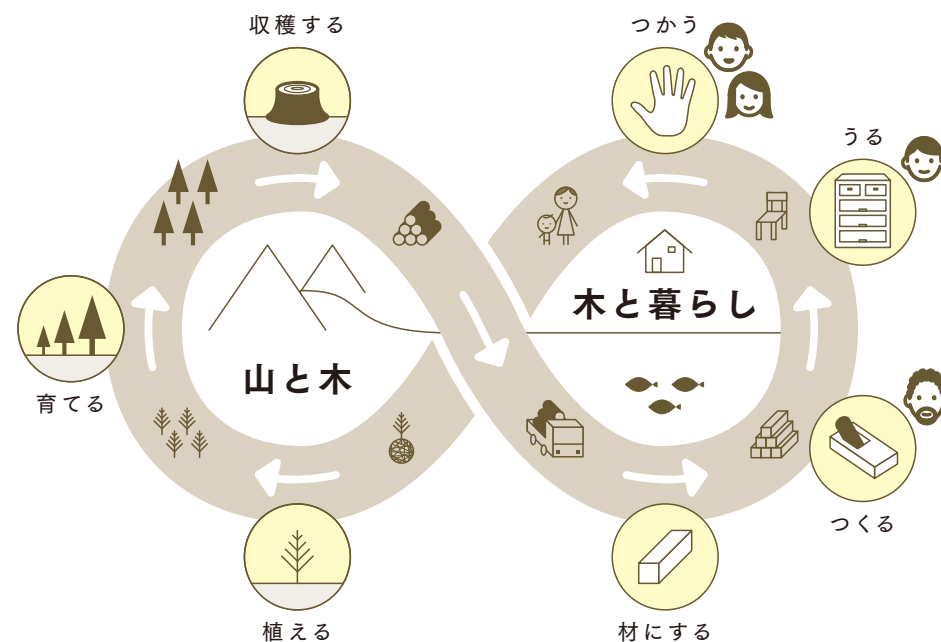 収穫する
つかう
うる
木と暮らし
山と木
育てる
つくる
植える
材にする